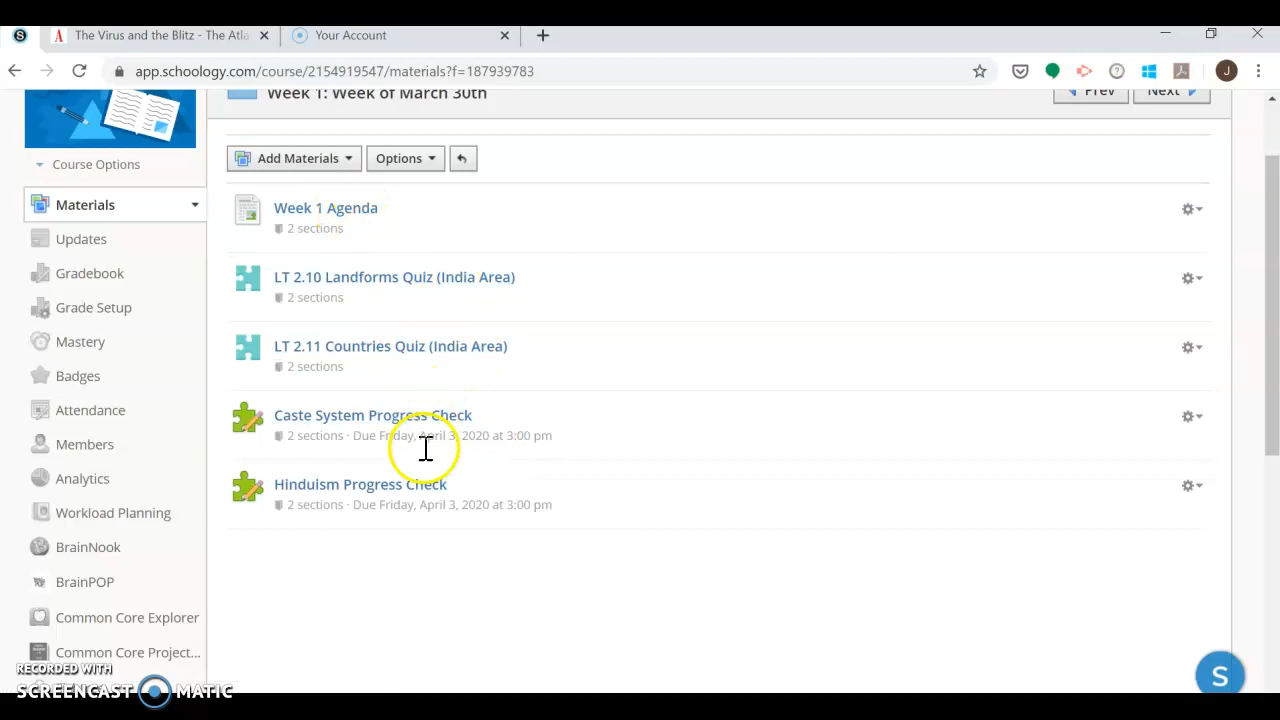 S
The Virus and the Blitz - The Atla
Your Account
app.schoology.com/course/2154919547/materials?f=187939783
J
Week 1: Week of March 30th
Prev
Next
Course Options
Add Materials
Options
Materials
Week 1 Agenda
2 sections
Updates
Gradebook
LT 2.10 Landforms Quiz (India Area)
2 sections
Grade Setup
Mastery
LT 2.11 Countries Quiz (India Area)
2 sections
Badges
Attendance
Caste System Progress Check
2 sections · Due Friday, April 3, 2020 at 3:00 pm
Members
Analytics
Hinduism Progress Check
2 sections · Due Friday, April 3, 2020 at 3:00 pm
Workload Planning
BrainNook
BrainPOP
Common Core Explorer
Common Core Project...
RECORDED WITH
SCREENCAST MATIC
S